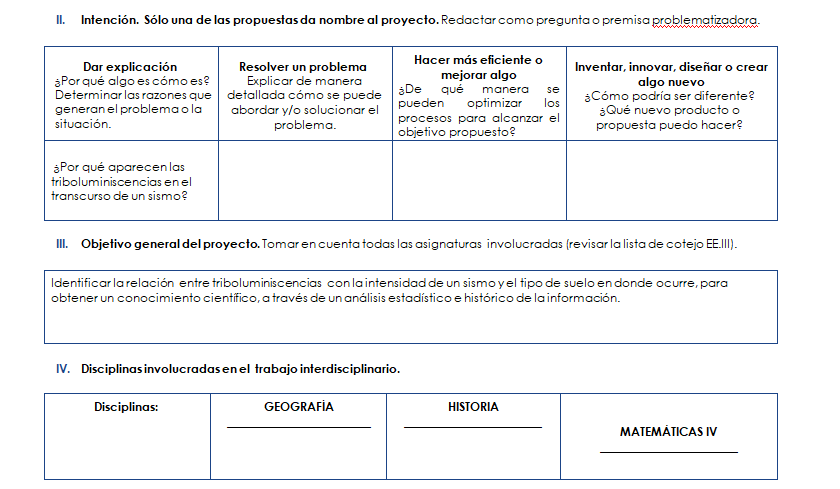 II. Intención. Sólo una de las propuestas da nombre al proyecto. Redactar como pregunta o premisa problematizadora.
Dar explicación
¿Por qué algo es cómo es?
Determinar las razones que
generan el problema o la
situación.
Resolver un problema
Explicar de manera
detallada cómo se puede
abordar y/o solucionar el
problema.
Hacer más eficiente o
mejorar algo
¿De qué manera se
pueden optimizar los
procesos para alcanzar el
objetivo propuesto?
Inventar, innovar, diseñar o crear
algo nuevo
¿Cómo podría ser diferente?
¿Qué nuevo producto o
propuesta puedo hacer?
¿Por qué aparecen las
triboluminiscencias en el
transcurso de un sismo?
III. Objetivo general del proyecto. Tomar en cuenta todas las asignaturas involucradas (revisar la lista de cotejo EE.III).
Identificar la relación entre triboluminiscencias con la intensidad de un sismo y el tipo de suelo en donde ocurre, para
obtener un conocimiento científico, a través de un análisis estadístico e histórico de la información.
IV. Disciplinas involucradas en el trabajo interdisciplinario.
Disciplinas:
GEOGRAFÍA
HISTORIA
MATEMÁTICAS IV